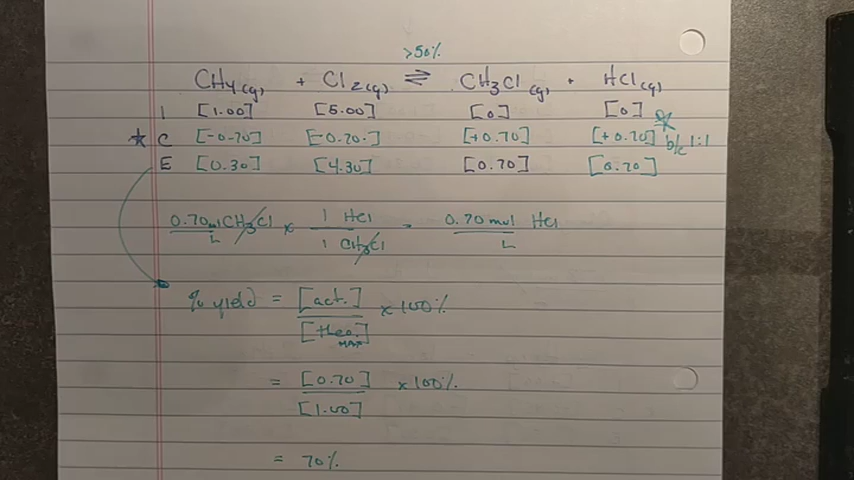 >50%
CH4(g) + Cl2(g) ⇌ CH3Cl(g) + HCl(g)
I [1.00] [5.00] [0] [0]
* C [-0.70] [-0.70] [+0.70] [+0.70] b/c 1:1
E [0.30] [4.30] [0.70] [0.70]
0.70 mol CH3Cl / L × 1 HCl / 1 CH3Cl = 0.70 mol HCl / L
% yield = [act.] / [theo.] × 100%
MAX
= [0.70] / [1.00] × 100%
= 70%